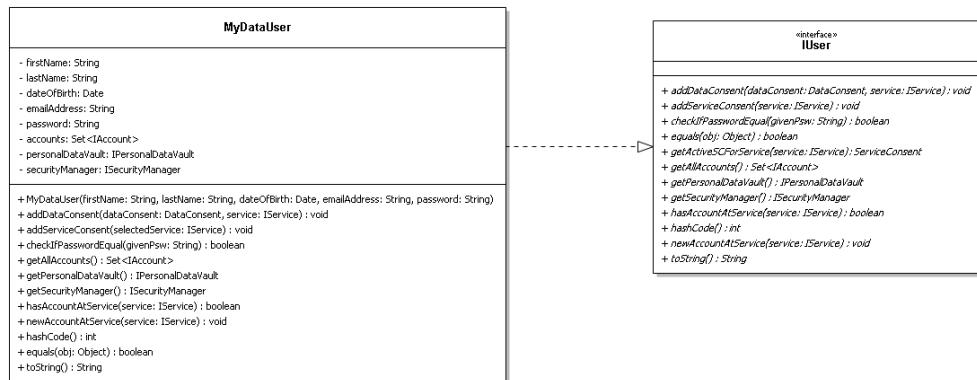 MyDataUser
- firstName: String
- lastName: String
- dateOfBirth: Date
- emailAddress: String
- password: String
- accounts: Set<IAccount>
- personalDataVault: IPersonalDataVault
- securityManager: ISecurityManager
+ MyDataUser(firstName: String, lastName: String, dateOfBirth: Date, emailAddress: String, password: String)
+ addDataConsent(dataConsent: DataConsent, service: IService) : void
+ addServiceConsent(selectedService: IService) : void
+ checkIfPasswordEqual(givenPsw: String) : boolean
+ getAllAccounts() : Set<IAccount>
+ getPersonalDataVault() : IPersonalDataVault
+ getSecurityManager() : ISecurityManager
+ hasAccountAtService(service: IService) : boolean
+ newAccountAtService(service: IService) : void
+ hashCode() : int
+ equals(obj: Object) : boolean
+ toString() : String
«interface»
IUser
+ addDataConsent(dataConsent: DataConsent, service: IService) : void
+ addServiceConsent(service: IService) : void
+ checkIfPasswordEqual(givenPsw: String) : boolean
+ equals(obj: Object) : boolean
+ getActiveSCForService(service: IService): ServiceConsent
+ getAllAccounts() : Set<IAccount>
+ getPersonalDataVault() : IPersonalDataVault
+ getSecurityManager() : ISecurityManager
+ hasAccountAtService(service: IService) : boolean
+ hashCode() : int
+ newAccountAtService(service: IService) : void
+ toString() : String